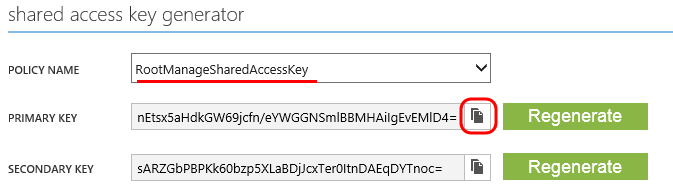 shared access key generator
POLICY NAME RootManageSharedAccessKey
PRIMARY KEY nEtsx5aHdkGW69jcfn/eYWGGNSmlBBMHAiIgEvEMlD4= Regenerate
SECONDARY KEY sARZGbPBPKk60bzp5XLaBDjJcxTer0ItnDAEqDYTnoc= Regenerate